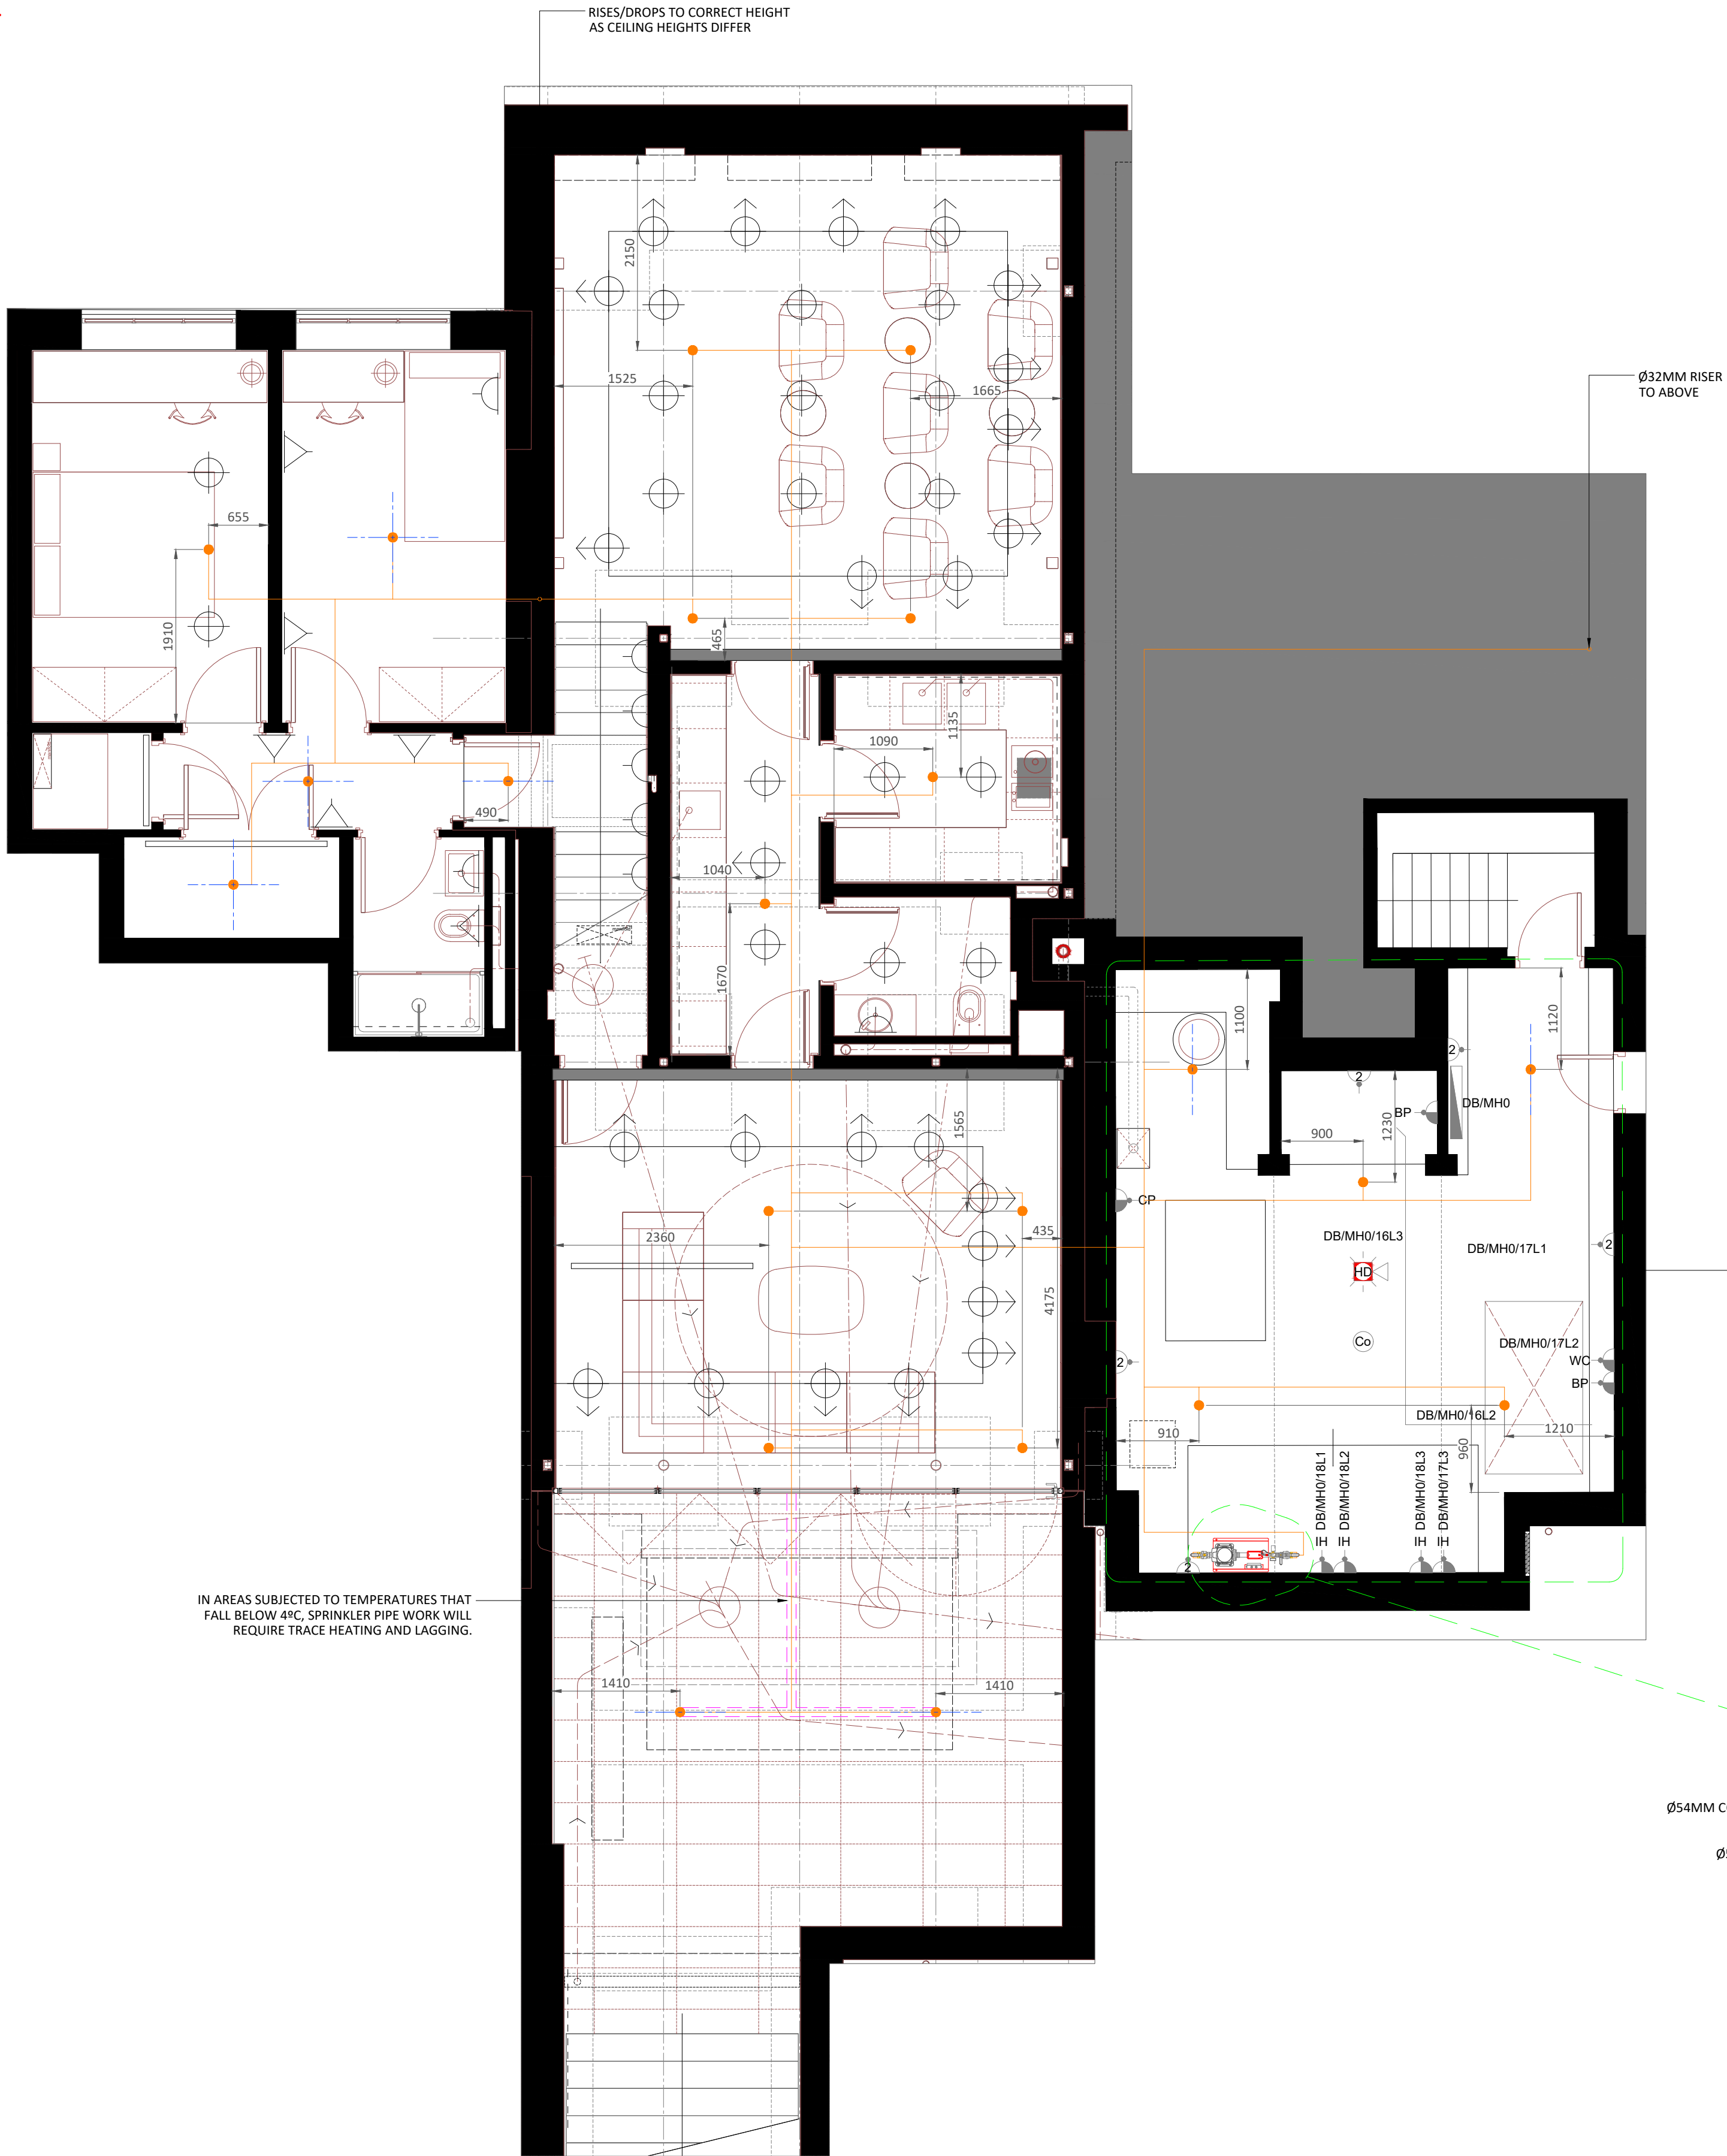 RISES/DROPS TO CORRECT HEIGHT
AS CEILING HEIGHTS DIFFER
2150
1525
1665
Ø32MM RISER
TO ABOVE
655
1910
465
1135
1090
490
1040
1670
1100
1120
2
2
BP
DB/MH0
1565
900
1230
CP
435
2360
DB/MH0/16L3
DB/MH0/17L1
2
HD
4175
Co
DB/MH0/17L2
2
WC
BP
DB/MH0/16L2
910
1210
960
IH DB/MH0/18L1
IH DB/MH0/18L2
IH DB/MH0/18L3
IH DB/MH0/17L3
2
IN AREAS SUBJECTED TO TEMPERATURES THAT
FALL BELOW 4ºC, SPRINKLER PIPE WORK WILL
REQUIRE TRACE HEATING AND LAGGING.
1410
1410
Ø54MM